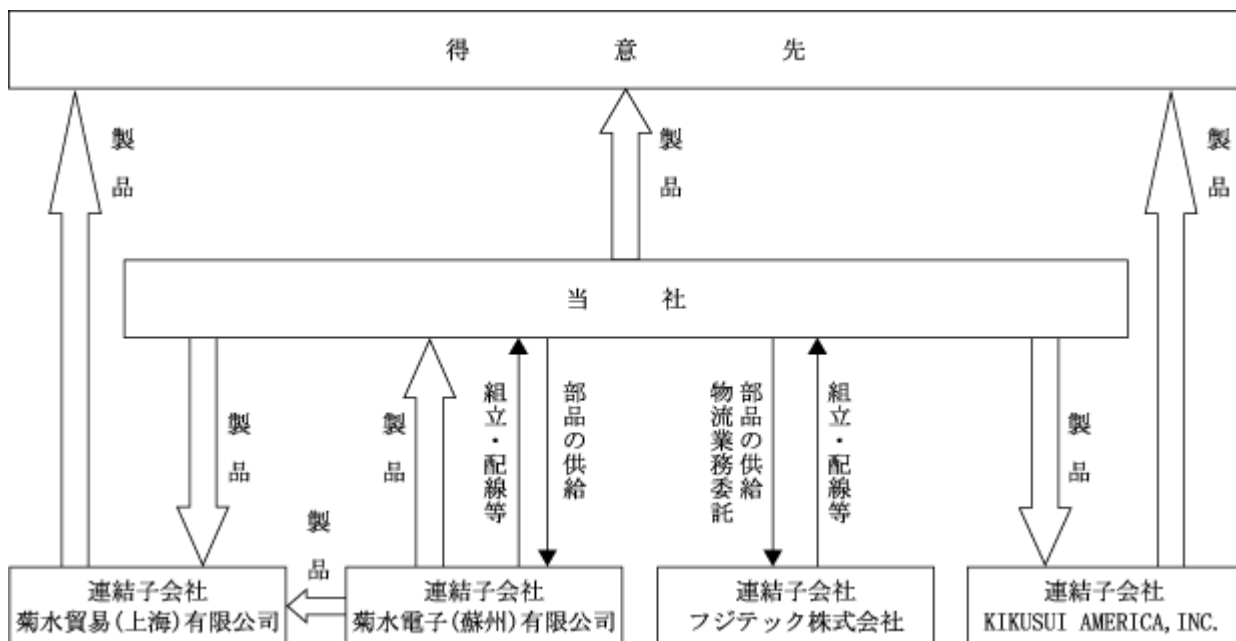 得意先
製品
製品
製品
当社
製品
製品
組立・配線等
部品の供給
部品の供給
物流業務委託
組立・配線等
製品
製品
連結子会社
菊水貿易(上海)有限公司
連結子会社
菊水電子(蘇州)有限公司
連結子会社
フジテック株式会社
連結子会社
KIKUSUI AMERICA,INC.